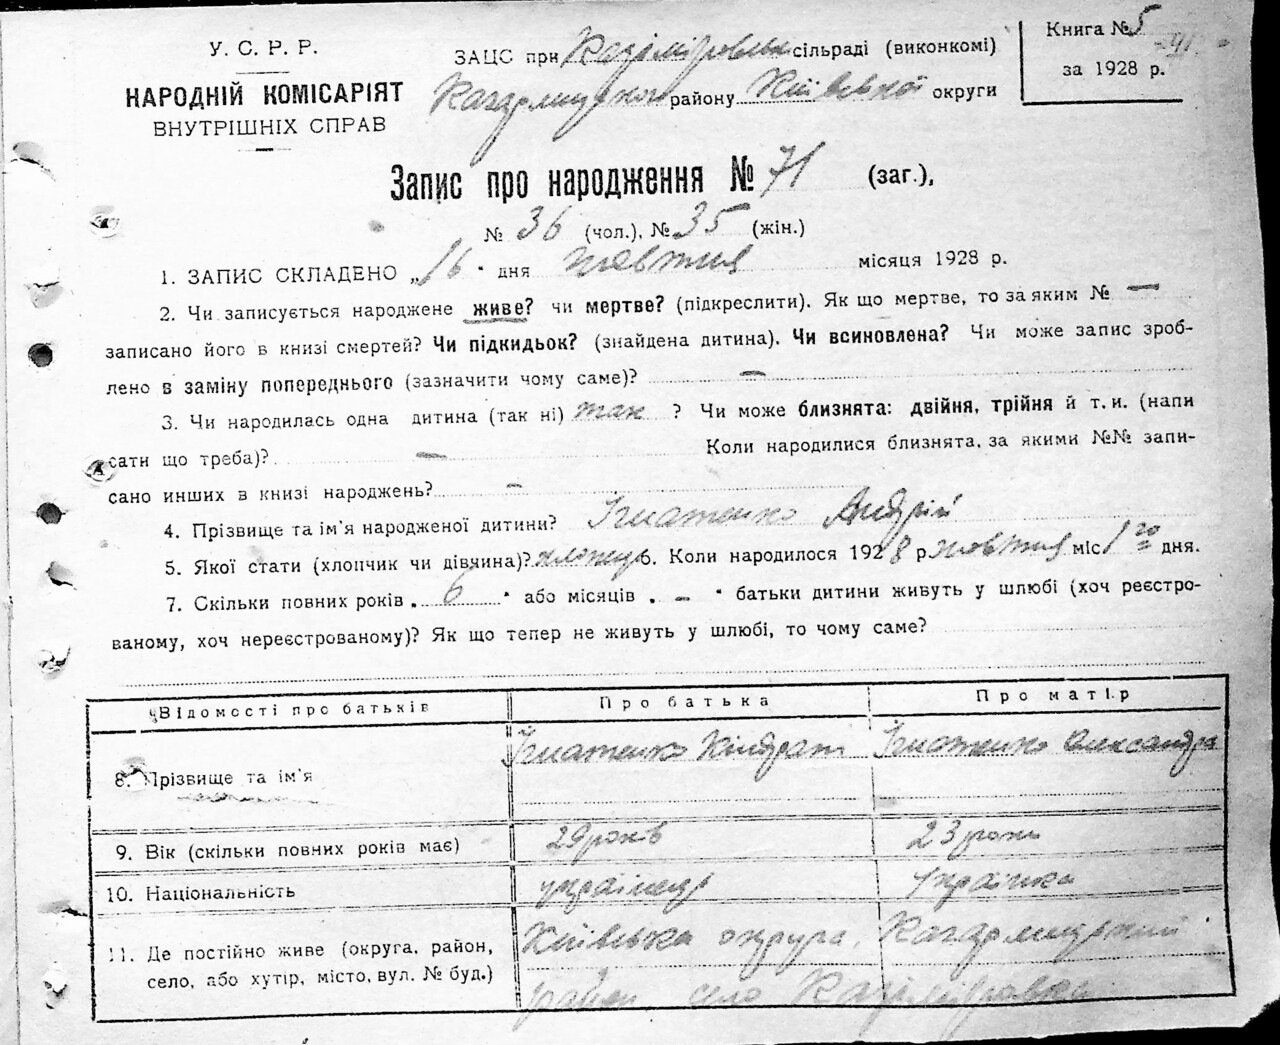 У. С. Р. Р.
НАРОДНІЙ КОМІСАРІЯТ
ВНУТРІШНІХ СПРАВ
ЗАЦС при Казімірівській сільраді (виконкомі)
Кагарлицького району Київської округи
Книга № 5
за 1928 р.
Запис про народження № 71 (заг.),
№ 36 (чол.), № 35 (жін.)
1. ЗАПИС СКЛАДЕНО „16" дня жовтня місяця 1928 р.
2. Чи записується народжене живе? чи мертве? (підкреслити). Як що мертве, то за яким № —
записано його в книзі смертей? Чи підкидьок? (знайдена дитина). Чи всиновлена? Чи може запис зроб-
лено в заміну попереднього (зазначити чому саме)? —
3. Чи народилась одна дитина (так ні) так ? Чи може близнята: двійня, трійня й т. и. (напи
сати що треба)? — Коли народилися близнята, за якими №№ запи-
сано инших в книзі народжень? —
4. Прізвище та ім'я народженої дитини? Ігнатенко Андрій
5. Якої стати (хлопчик чи дівчина)? хлопец 6. Коли народилося 1928 р. жовтня міс 1го дня.
7. Скільки повних років „ 6 " або місяців „ — " батьки дитини живуть у шлюбі (хоч реєстро-
ваному, хоч нереєстрованому)? Як що тепер не живуть у шлюбі, то чому саме?
Відомості про батьків Про батька Про матір
8. Прізвище та ім'я Ігнатенко Кіндрат Ігнатенко Олександра
9. Вік (скільки повних років має) 29 років 23 роки
10. Національність українець українка
11. Де постійно живе (округа, район, Київська округа, Кагарлицький
село, або хутір, місто, вул. № буд.) район, село Казімірівка